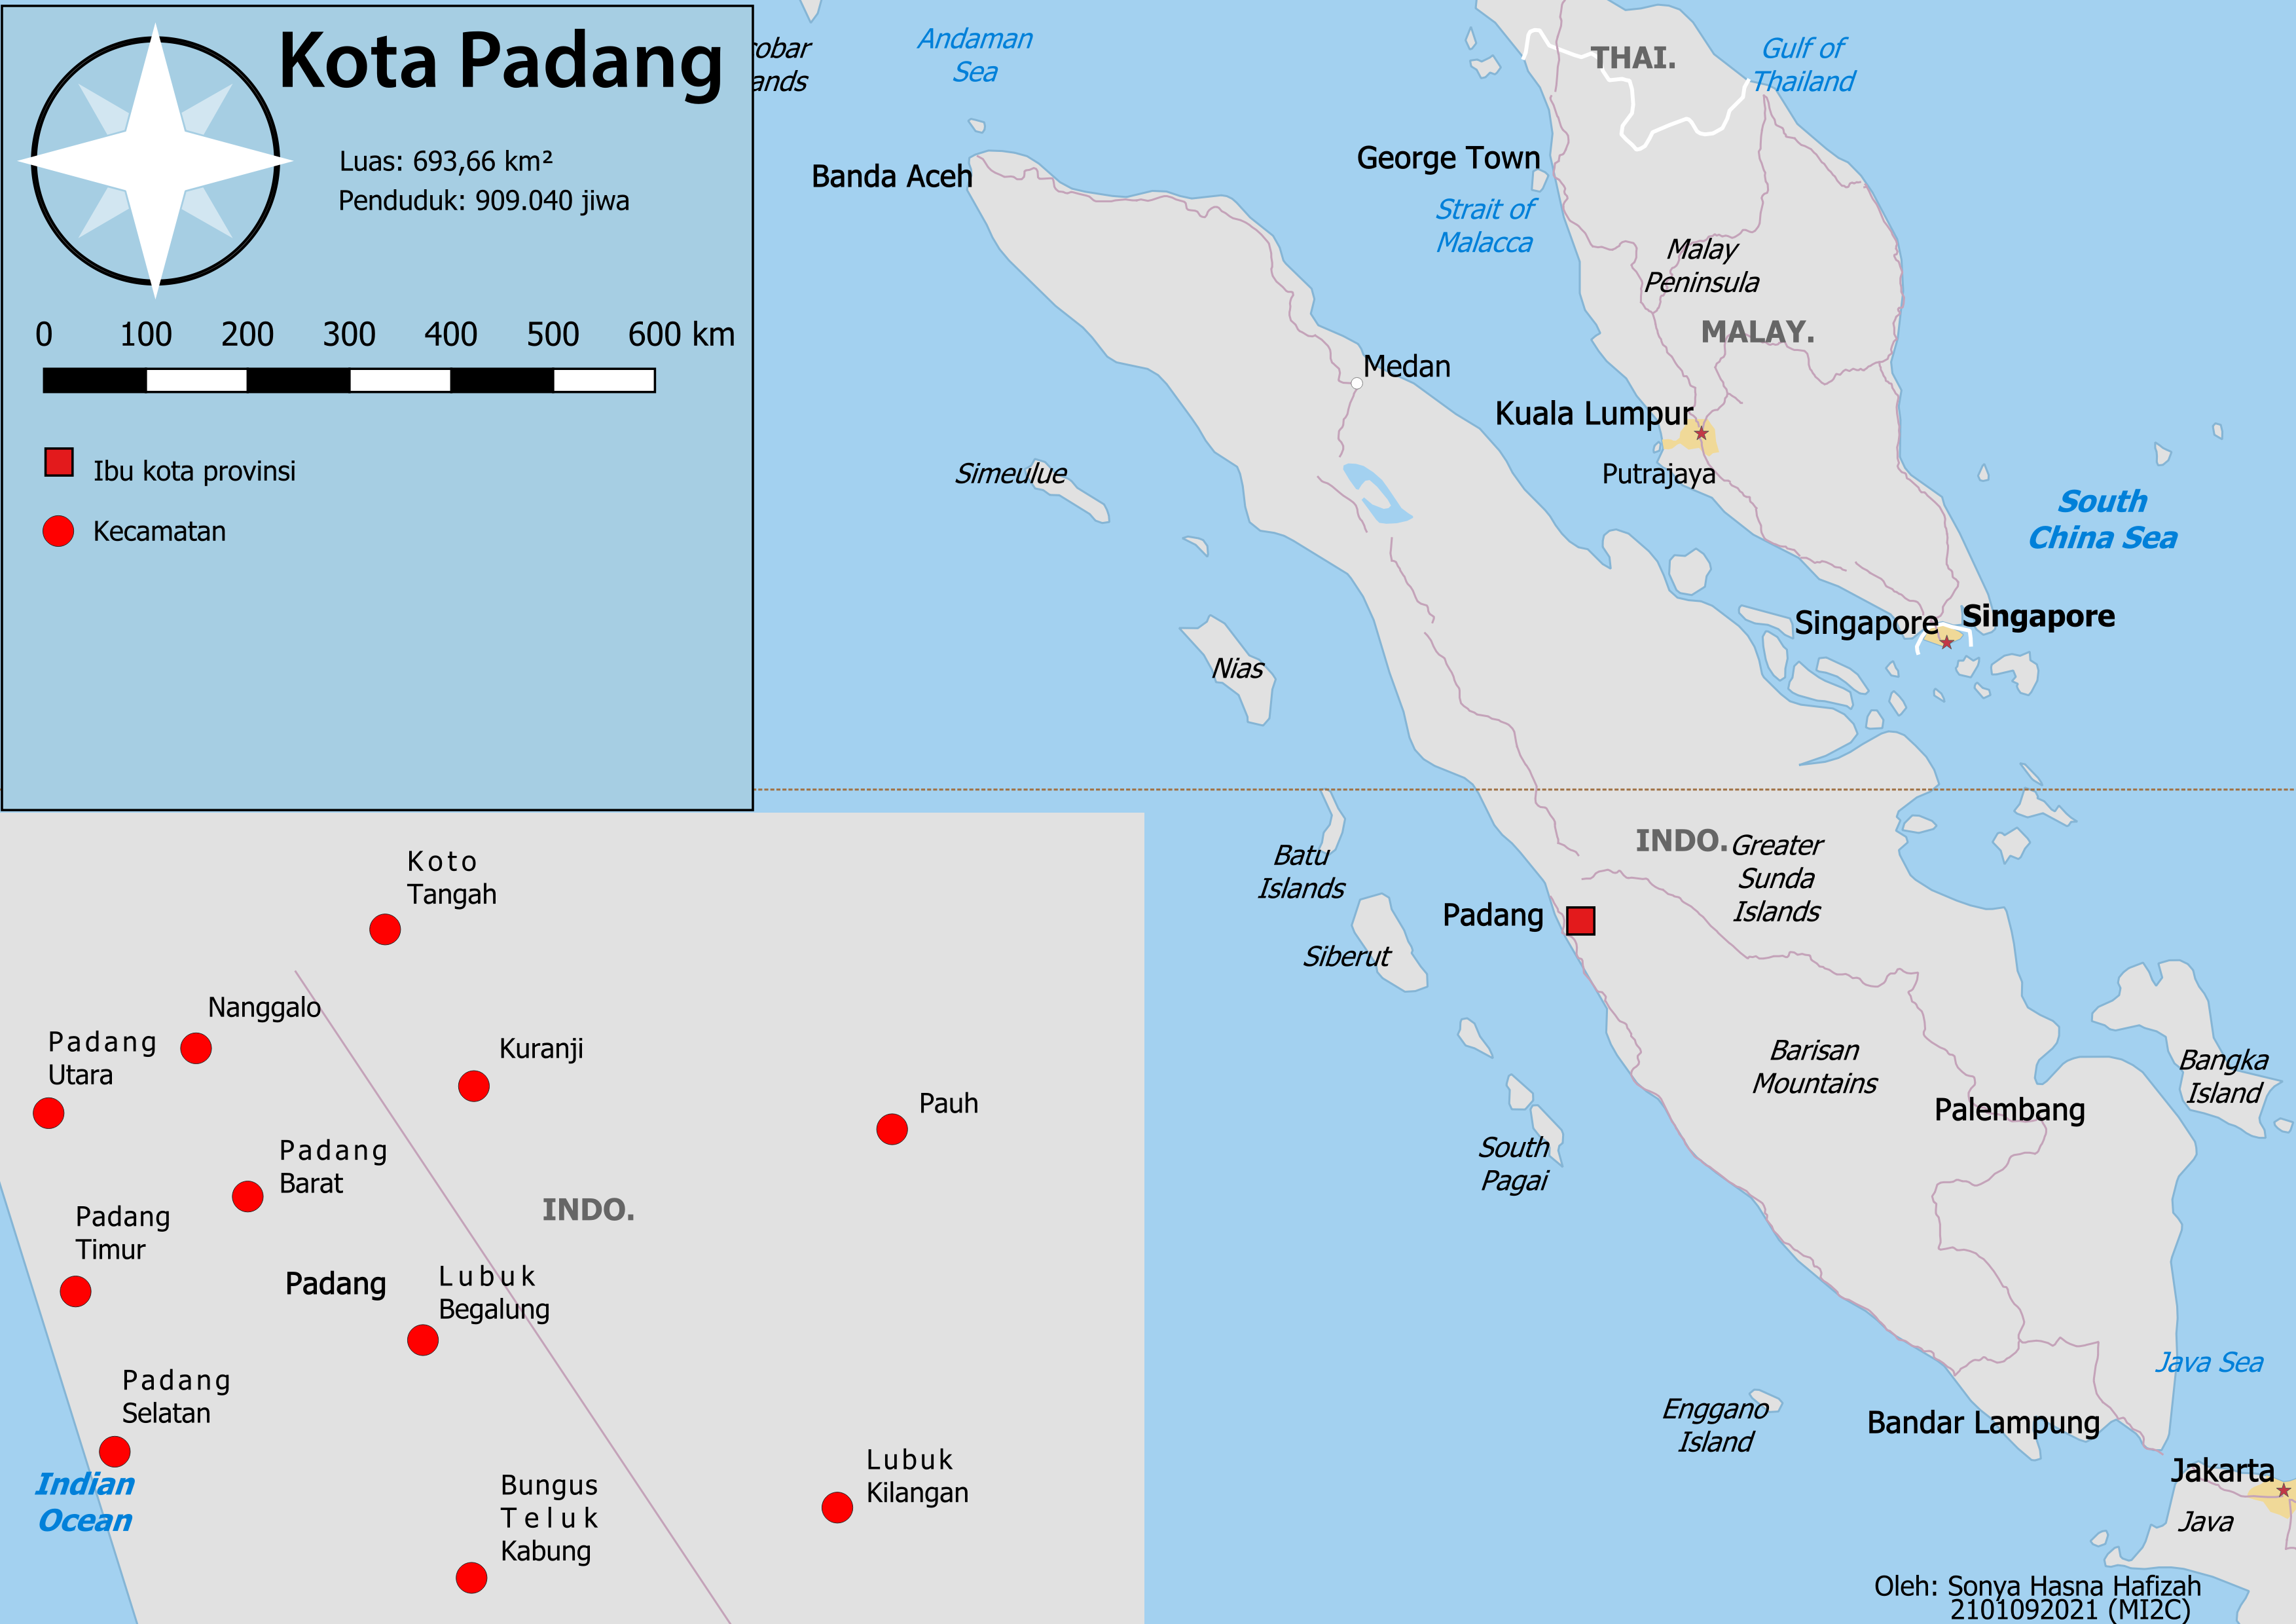 Kota Padang
Luas: 693,66 km²
Penduduk: 909.040 jiwa
0 100 200 300 400 500 600 km
Ibu kota provinsi
Kecamatan
obar
ands
Andaman
Sea
THAI.
Gulf of
Thailand
Banda Aceh
George Town
Strait of
Malacca
Malay
Peninsula
MALAY.
Medan
Kuala Lumpur
Putrajaya
Simeulue
South
China Sea
Singapore
Singapore
Nias
INDO.
Greater
Sunda
Islands
Batu
Islands
Padang
Siberut
Barisan
Mountains
Bangka
Island
Palembang
South
Pagai
Java Sea
Enggano
Island
Bandar Lampung
Jakarta
Java
Koto
Tangah
Nanggalo
Padang
Utara
Kuranji
Pauh
Padang
Barat
INDO.
Padang
Timur
Padang
Lubuk
Begalung
Padang
Selatan
Indian
Ocean
Lubuk
Kilangan
Bungus
Teluk
Kabung
Oleh: Sonya Hasna Hafizah
2101092021 (MI2C)